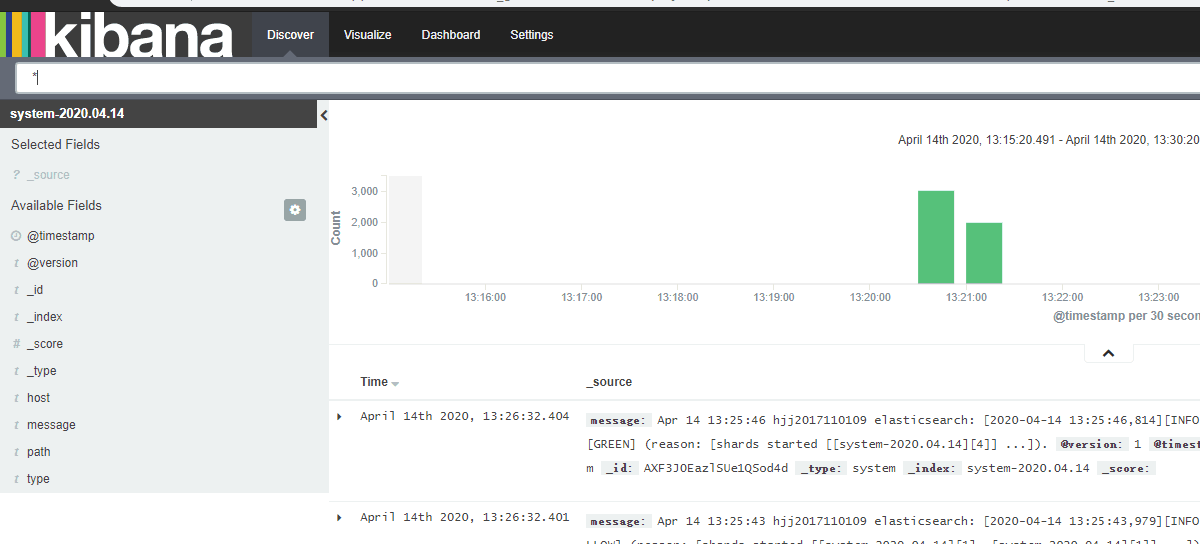 kibana
Discover Visualize Dashboard Settings
*
system-2020.04.14
Selected Fields
? _source
Available Fields
@timestamp
t @version
t _id
t _index
# _score
t _type
t host
t message
t path
t type
April 14th 2020, 13:15:20.491 - April 14th 2020, 13:30:20
Count
3,000
2,000
1,000
0
13:16:00 13:17:00 13:18:00 13:19:00 13:20:00 13:21:00 13:22:00 13:23:00
@timestamp per 30 secon
Time _source
April 14th 2020, 13:26:32.404 message: Apr 14 13:25:46 hjj2017110109 elasticsearch: [2020-04-14 13:25:46,814][INFO
[GREEN] (reason: [shards started [[system-2020.04.14][4]] ...]). @version: 1 @timest
m _id: AXF3J0EazlSUe1QSod4d _type: system _index: system-2020.04.14 _score:
April 14th 2020, 13:26:32.401 message: Apr 14 13:25:43 hjj2017110109 elasticsearch: [2020-04-14 13:25:43,979][INFO